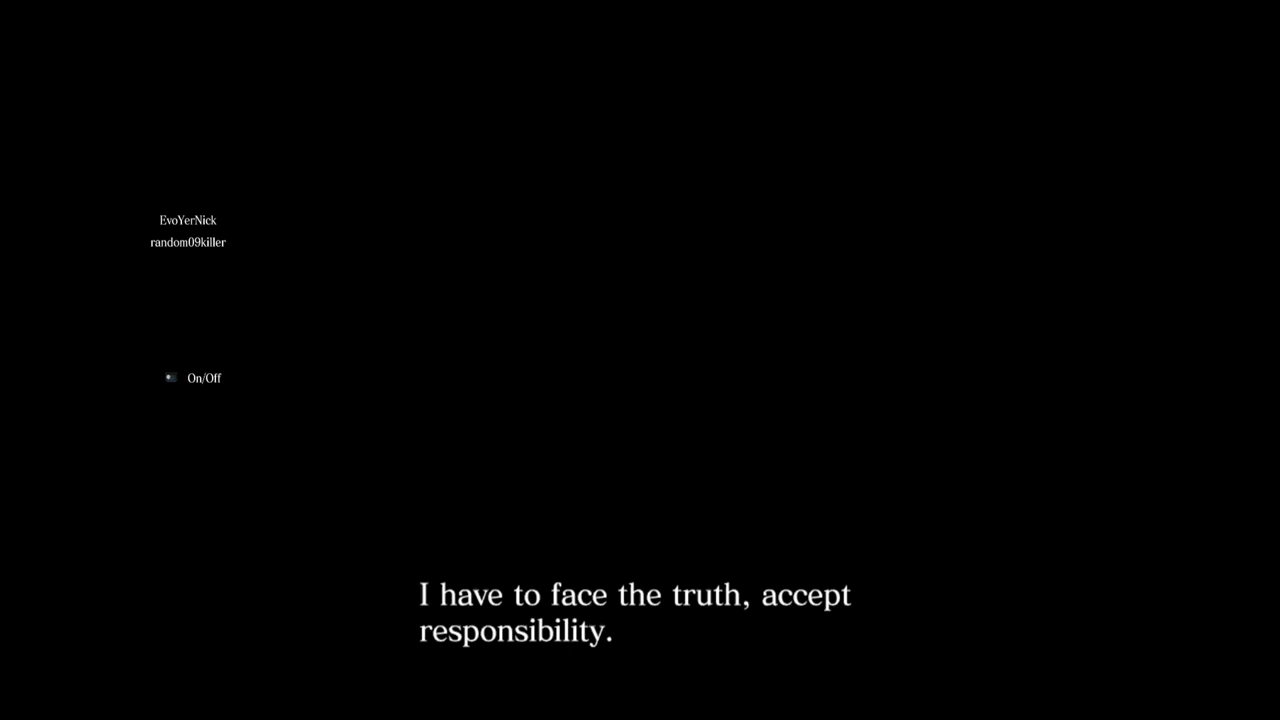 EvoYerNick
random09killer
On/Off
I have to face the truth, accept
responsibility.